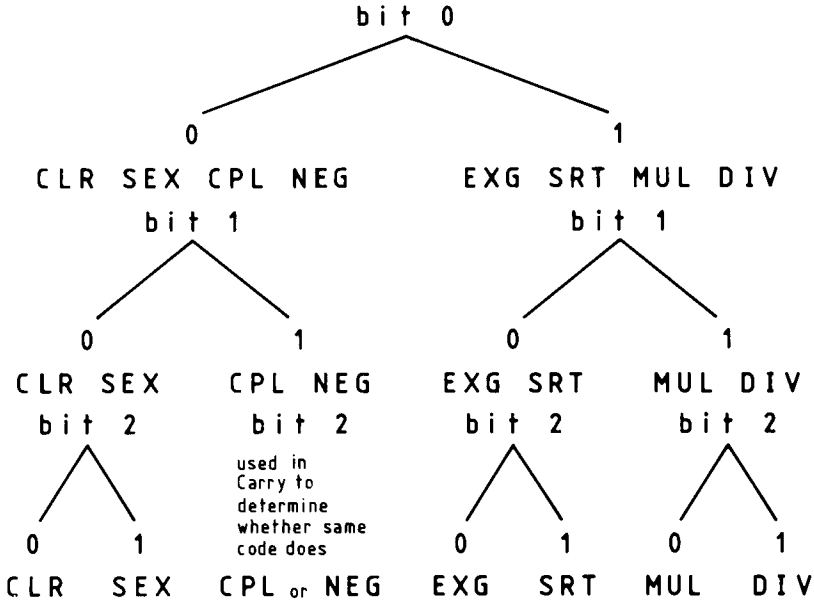 bit 0
0 1
CLR SEX CPL NEG EXG SRT MUL DIV
bit 1 bit 1
0 1 0 1
CLR SEX CPL NEG EXG SRT MUL DIV
bit 2 bit 2 bit 2 bit 2
used in
Carry to
determine
whether same
code does
0 1 0 1 0 1
CLR SEX CPL or NEG EXG SRT MUL DIV